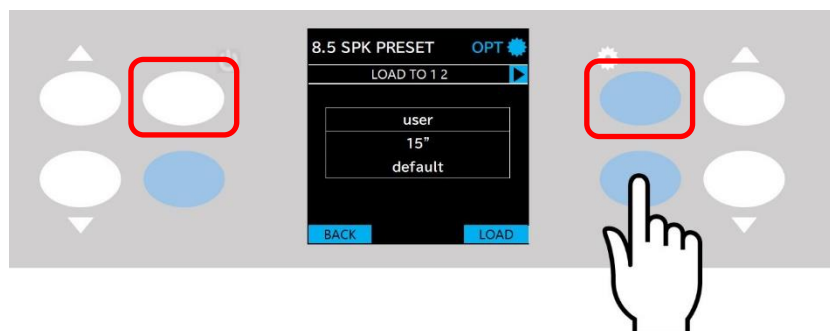 8.5 SPK PRESET OPT
LOAD TO 1 2
user
15”
default
BACK LOAD